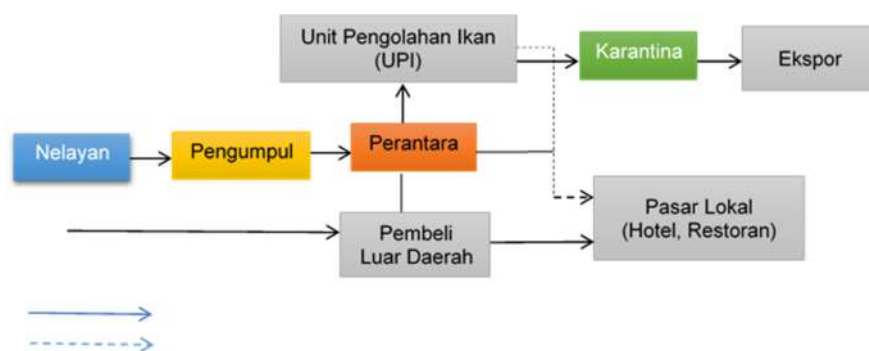 Unit Pengolahan Ikan
(UPI)
Karantina
Ekspor
Nelayan
Pengumpul
Perantara
Pasar Lokal
(Hotel, Restoran)
Pembeli
Luar Daerah